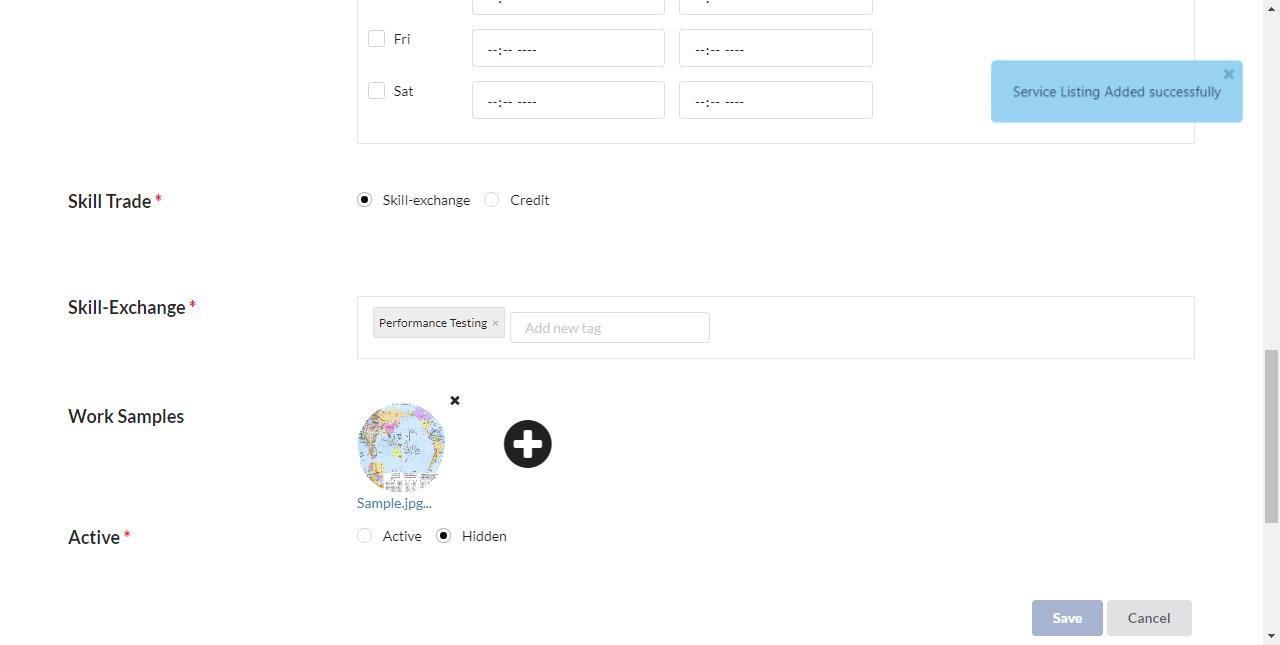 Fri
--:-- ----
--:-- ----
Sat
--:-- ----
--:-- ----
Service Listing Added successfully
Skill Trade *
Skill-exchange
Credit
Skill-Exchange *
Performance Testing ×
Add new tag
Work Samples
Sample.jpg...
Active *
Active
Hidden
Save
Cancel